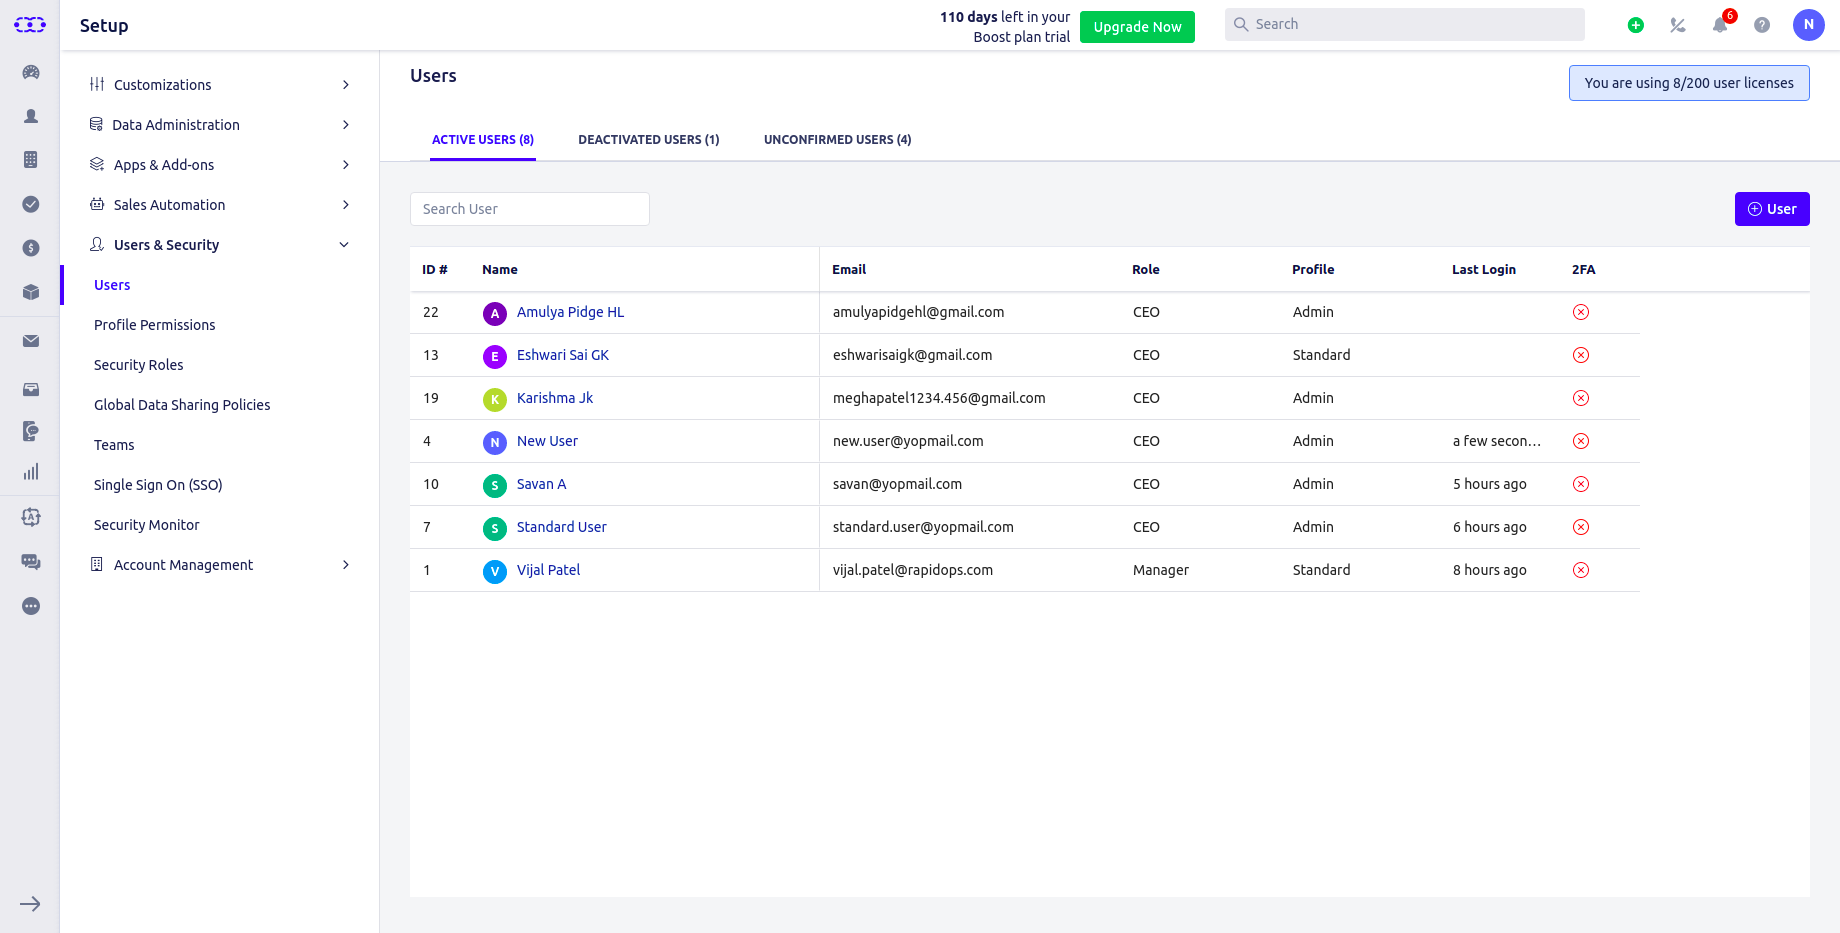 Setup
110 days left in your
Boost plan trial
Upgrade Now
Search
6
N
Customizations
Data Administration
Apps & Add-ons
Sales Automation
Users & Security
Users
Profile Permissions
Security Roles
Global Data Sharing Policies
Teams
Single Sign On (SSO)
Security Monitor
Account Management
Users
You are using 8/200 user licenses
ACTIVE USERS (8) DEACTIVATED USERS (1) UNCONFIRMED USERS (4)
Search User
User
ID # Name Email Role Profile Last Login 2FA
22 A Amulya Pidge HL amulyapidgehl@gmail.com CEO Admin
13 E Eshwari Sai GK eshwarisaigk@gmail.com CEO Standard
19 K Karishma Jk meghapatel1234.456@gmail.com CEO Admin
4 N New User new.user@yopmail.com CEO Admin a few secon...
10 S Savan A savan@yopmail.com CEO Admin 5 hours ago
7 S Standard User standard.user@yopmail.com CEO Admin 6 hours ago
1 V Vijal Patel vijal.patel@rapidops.com Manager Standard 8 hours ago